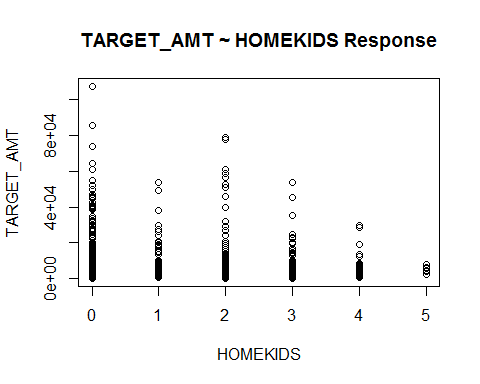 TARGET_AMT ~ HOMEKIDS Response
TARGET_AMT
8e+04
4e+04
0e+00
0 1 2 3 4 5
HOMEKIDS